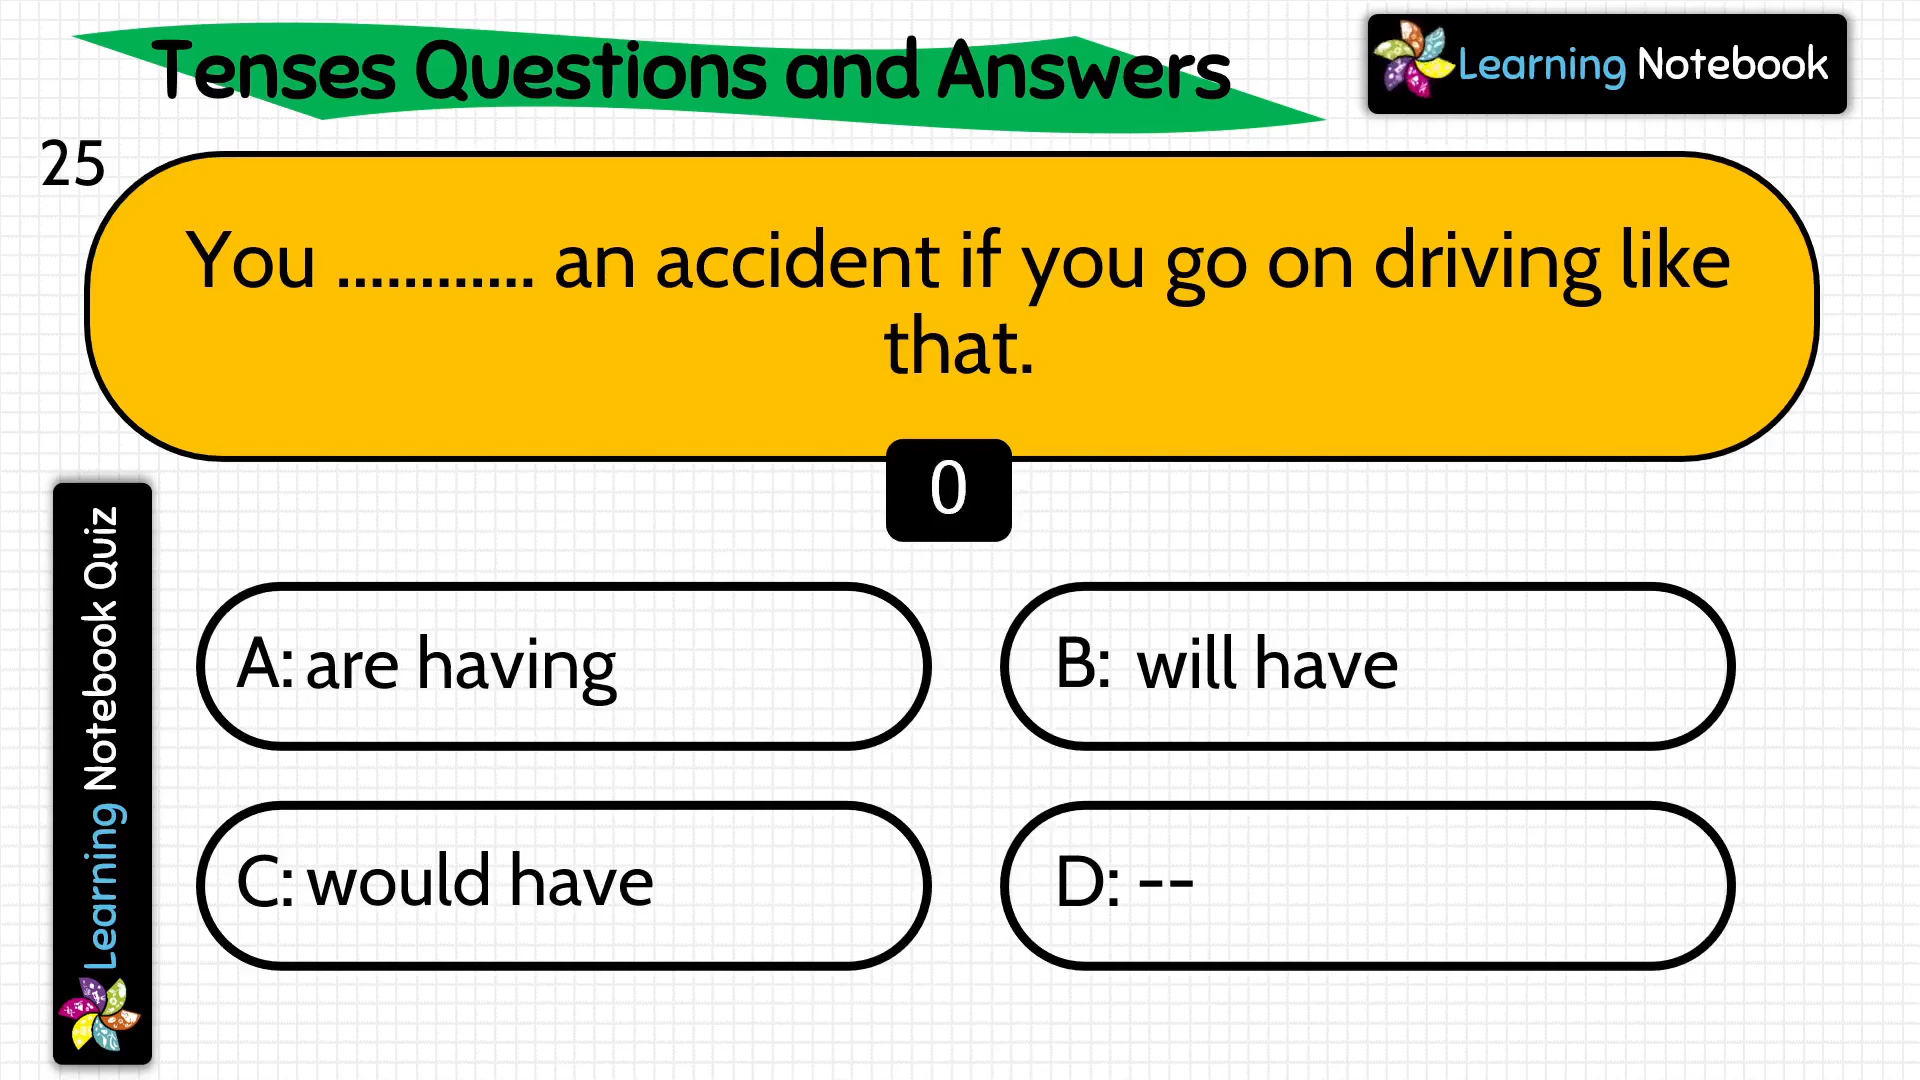 Tenses Questions and Answers
Learning Notebook
25
You ............ an accident if you go on driving like
that.
0
A: are having
B: will have
C: would have
D: --
Learning Notebook Quiz